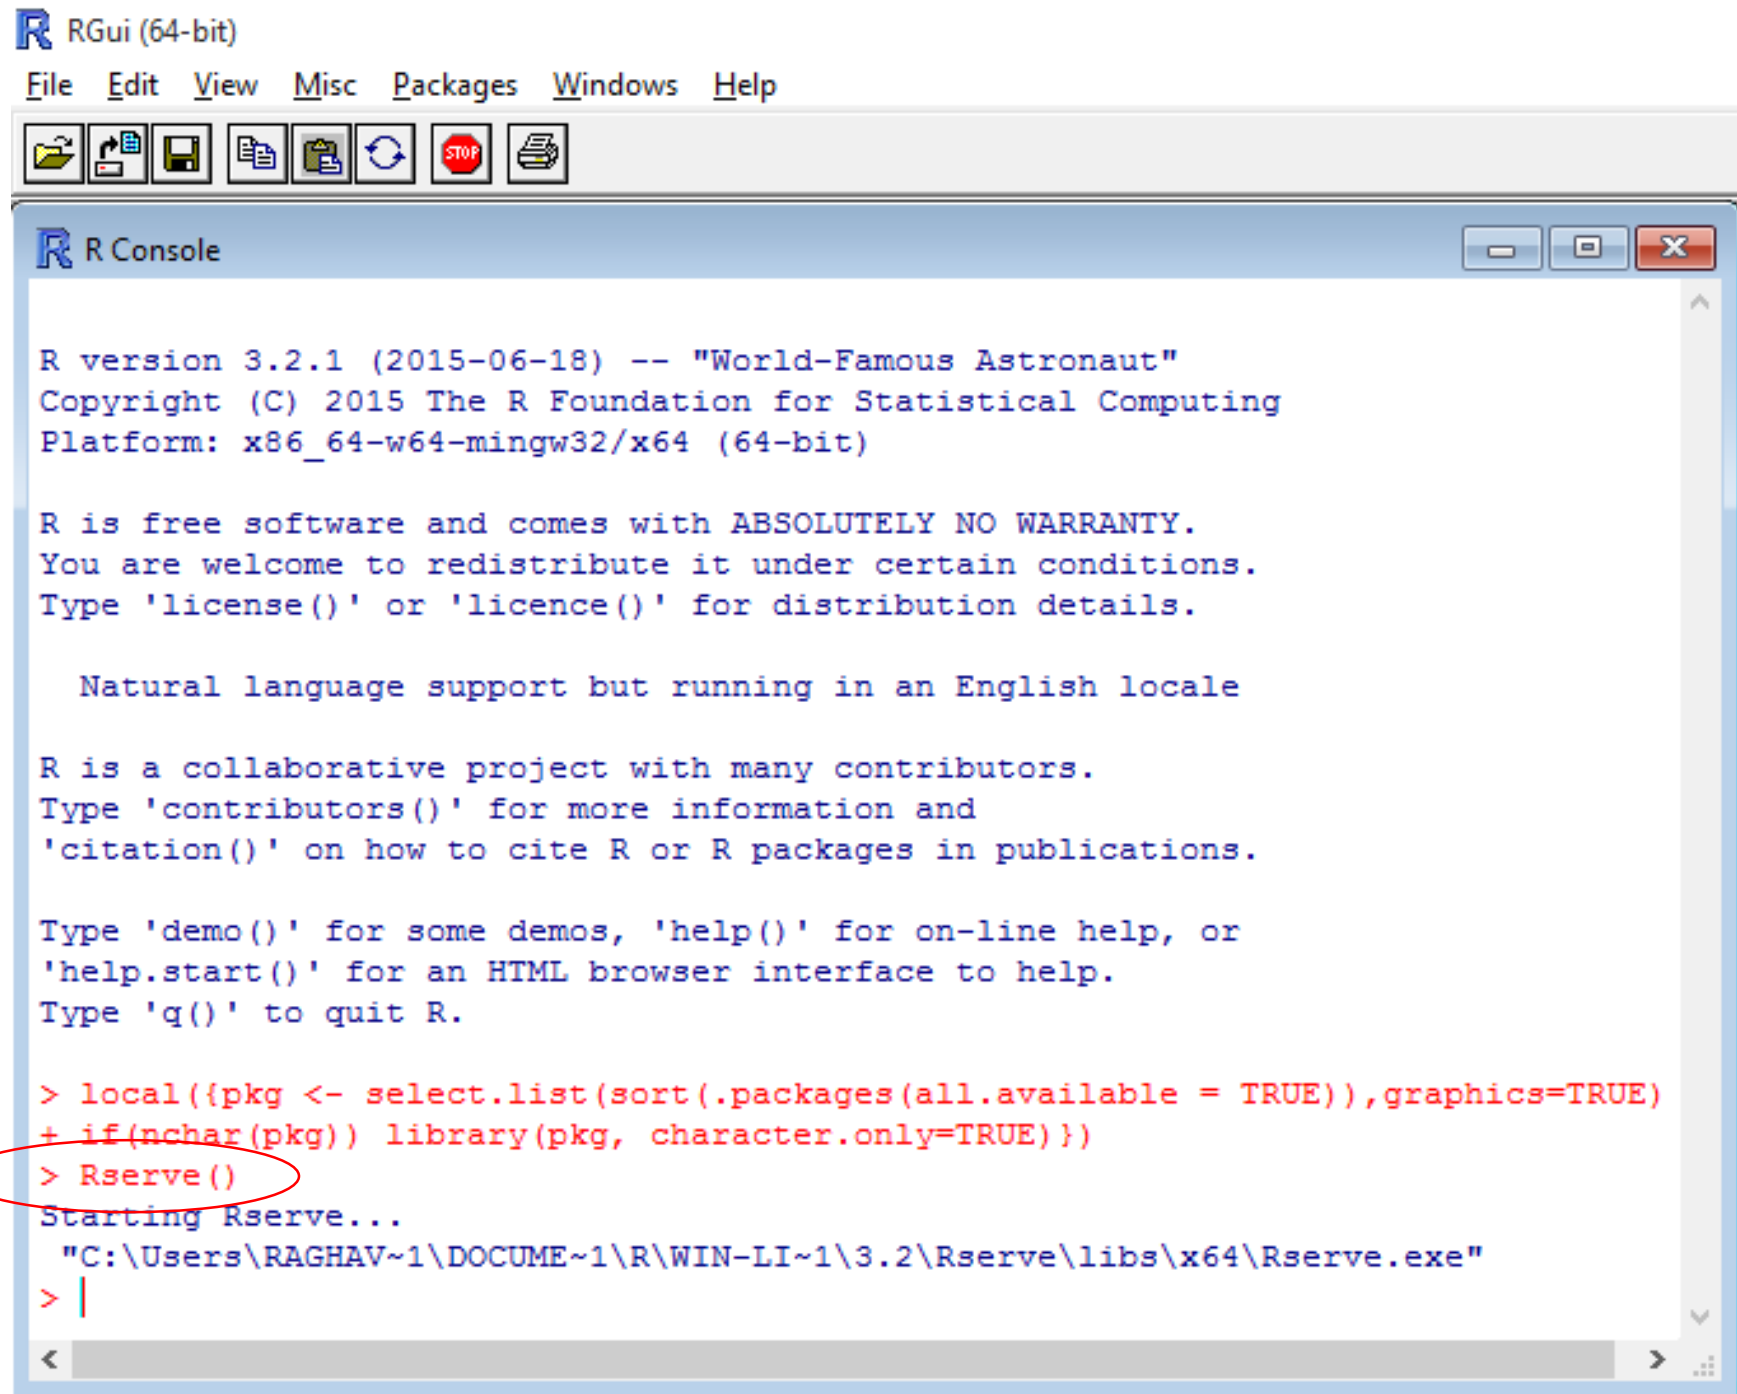 RGui (64-bit)
File Edit View Misc Packages Windows Help
STOP
R Console
R version 3.2.1 (2015-06-18) -- "World-Famous Astronaut"
Copyright (C) 2015 The R Foundation for Statistical Computing
Platform: x86_64-w64-mingw32/x64 (64-bit)
R is free software and comes with ABSOLUTELY NO WARRANTY.
You are welcome to redistribute it under certain conditions.
Type 'license()' or 'licence()' for distribution details.
Natural language support but running in an English locale
R is a collaborative project with many contributors.
Type 'contributors()' for more information and
'citation()' on how to cite R or R packages in publications.
Type 'demo()' for some demos, 'help()' for on-line help, or
'help.start()' for an HTML browser interface to help.
Type 'q()' to quit R.
> local({pkg <- select.list(sort(.packages(all.available = TRUE)),graphics=TRUE)
+ if(nchar(pkg)) library(pkg, character.only=TRUE)})
> Rserve()
Starting Rserve...
"C:\Users\RAGHAV~1\DOCUME~1\R\WIN-LI~1\3.2\Rserve\libs\x64\Rserve.exe"
>